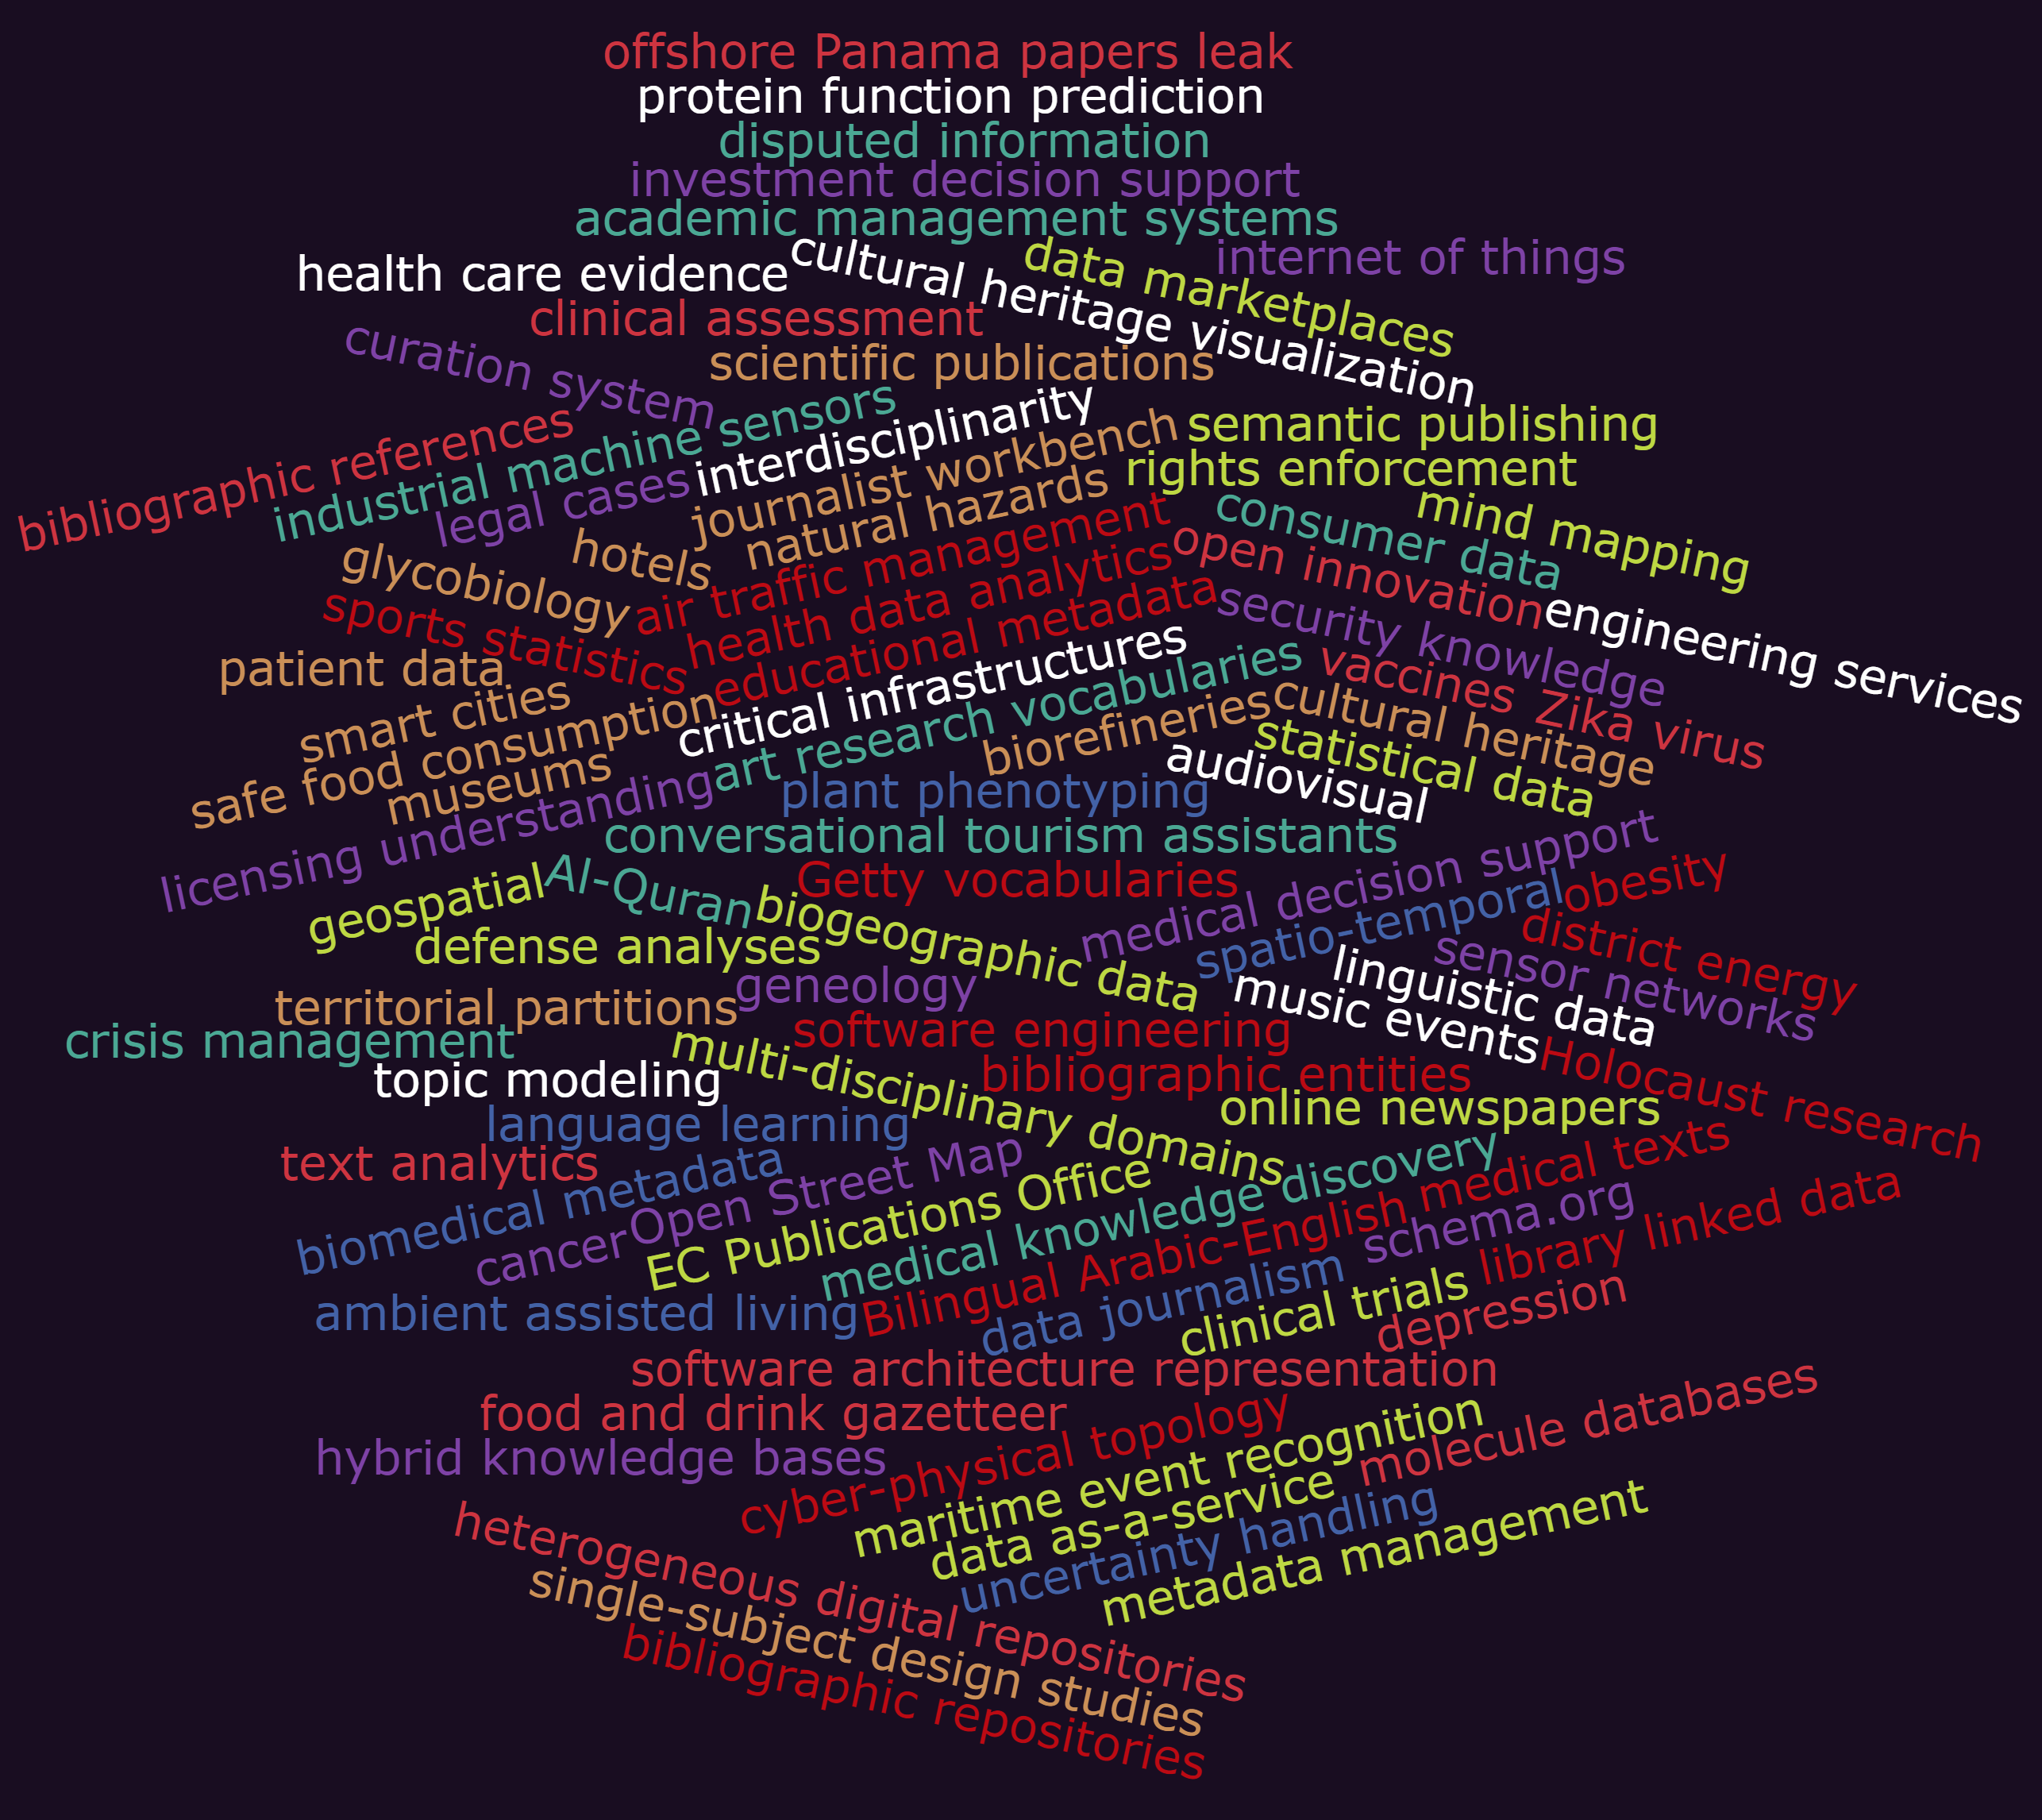 offshore Panama papers leak
protein function prediction
disputed information
investment decision support
academic management systems
health care evidence
cultural heritage visualization
data marketplaces
internet of things
clinical assessment
curation system
scientific publications
bibliographic references
industrial machine sensors
legal cases
interdisciplinarity
journalist workbench
semantic publishing
rights enforcement
natural hazards
hotels
glycobiology
consumer data
mind mapping
air traffic management
open innovation
engineering services
sports statistics
health data analytics
security knowledge
patient data
educational metadata
critical infrastructures
vaccines Zika virus
smart cities
safe food consumption
art research vocabularies
cultural heritage
biorefineries
statistical data
museums
audiovisual
plant phenotyping
licensing understanding
conversational tourism assistants
Getty vocabularies
geospatial
Al-Quran
biogeographic data
medical decision support
obesity
spatio-temporal
district energy
defense analyses
sensor networks
linguistic data
geneology
music events
territorial partitions
crisis management
software engineering
Holocaust research
topic modeling
multi-disciplinary domains
bibliographic entities
online newspapers
language learning
text analytics
biomedical metadata
cancer
Open Street Map
EC Publications Office
medical knowledge discovery
Bilingual Arabic-English medical texts
schema.org
library linked data
ambient assisted living
data journalism
clinical trials
depression
software architecture representation
food and drink gazetteer
hybrid knowledge bases
cyber-physical topology
maritime event recognition
molecule databases
data as-a-service
uncertainty handling
metadata management
heterogeneous digital repositories
single-subject design studies
bibliographic repositories